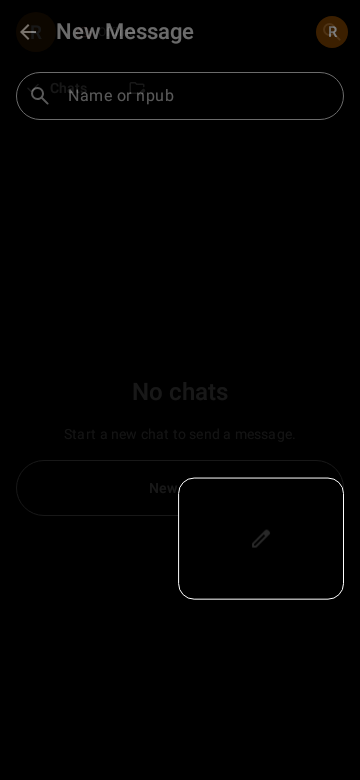 New Message
R
Chats
Name or npub
No chats
Start a new chat to send a message.
New